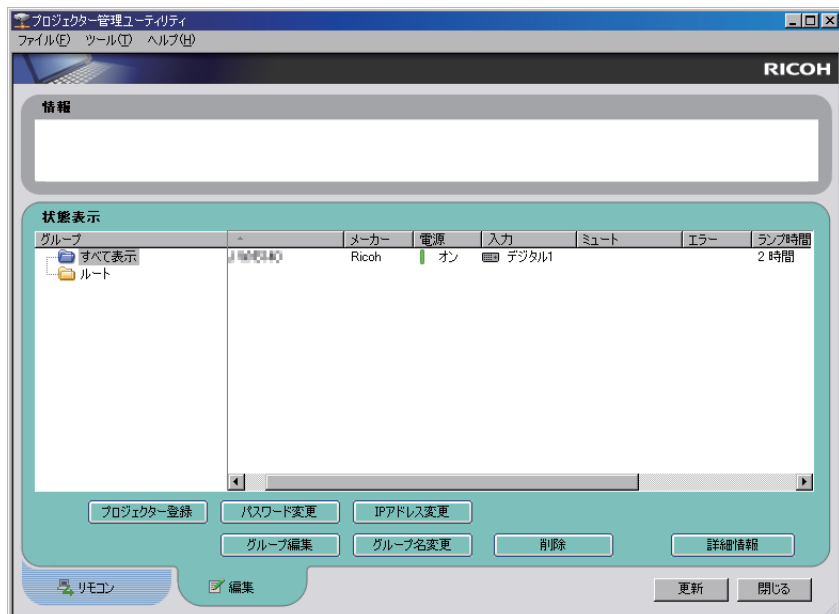 プロジェクター管理ユーティリティ
ファイル(F) ツール(T) ヘルプ(H)
RICOH
情報
状態表示
グループ メーカー 電源 入力 ミュート エラー ランプ時間
すべて表示 Ricoh オン デジタル1 2 時間
ルート
プロジェクター登録 パスワード変更 IPアドレス変更
グループ編集 グループ名変更 削除 詳細情報
リモコン 編集 更新 閉じる